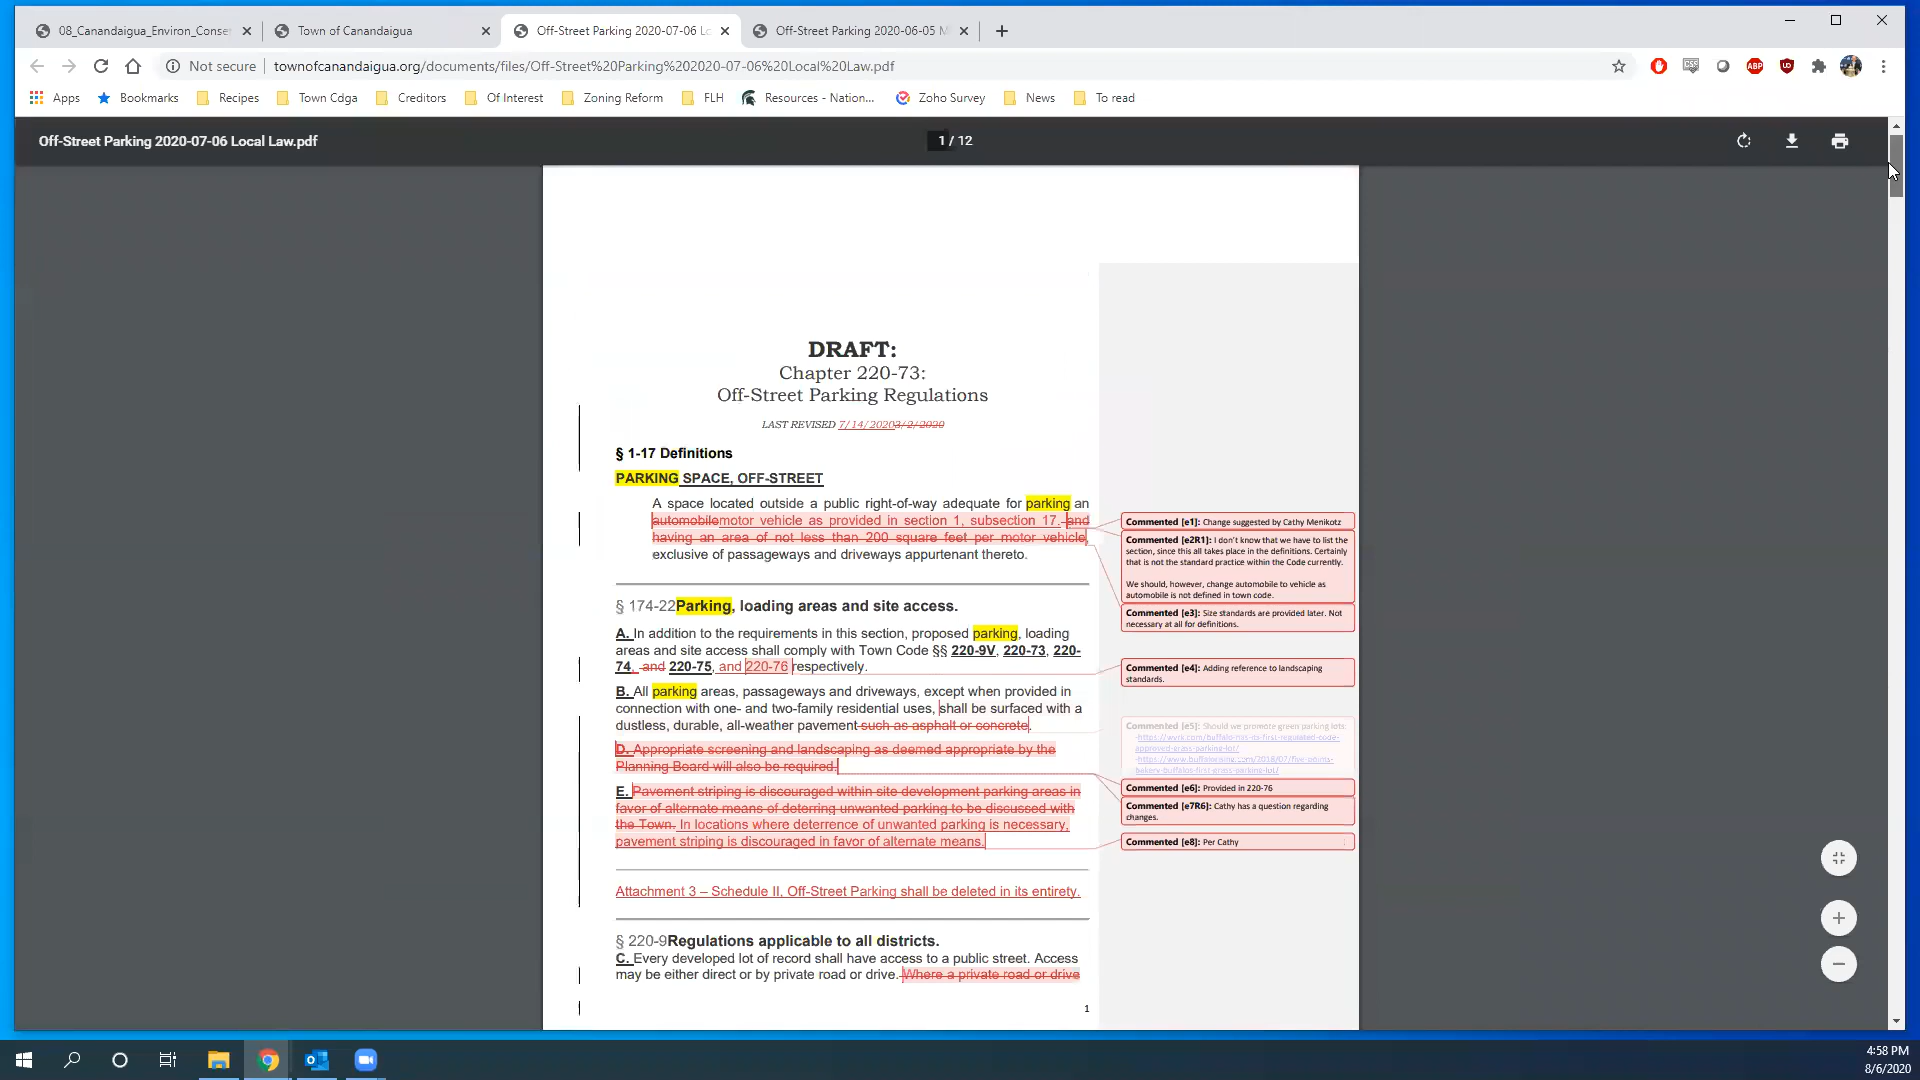 08_Canandaigua_Environ_Conse
Town of Canandaigua
Off-Street Parking 2020-07-06 Lo
Off-Street Parking 2020-06-05 M
Not secure
townofcanandaigua.org/documents/files/Off-Street%20Parking%202020-07-06%20Local%20Law.pdf
ABP
Apps
Bookmarks
Recipes
Town Cdga
Creditors
Of Interest
Zoning Reform
FLH
Resources - Nation...
Zoho Survey
News
To read
Off-Street Parking 2020-07-06 Local Law.pdf
1 / 12
DRAFT:
Chapter 220-73:
Off-Street Parking Regulations
LAST REVISED 7/14/20203/2/2020
§ 1-17 Definitions
PARKING SPACE, OFF-STREET
A space located outside a public right-of-way adequate for parking an
automobilemotor vehicle as provided in section 1, subsection 17. and
having an area of not less than 200 square feet per motor vehicle,
exclusive of passageways and driveways appurtenant thereto.
§ 174-22Parking, loading areas and site access.
A. In addition to the requirements in this section, proposed parking, loading
areas and site access shall comply with Town Code §§ 220-9V, 220-73, 220-
74, and 220-75, and 220-76 respectively.
B. All parking areas, passageways and driveways, except when provided in
connection with one- and two-family residential uses, shall be surfaced with a
dustless, durable, all-weather pavement such as asphalt or concrete.
D. Appropriate screening and landscaping as deemed appropriate by the
Planning Board will also be required.
E. Pavement striping is discouraged within site development parking areas in
favor of alternate means of deterring unwanted parking to be discussed with
the Town. In locations where deterrence of unwanted parking is necessary,
pavement striping is discouraged in favor of alternate means.
Attachment 3 – Schedule II, Off-Street Parking shall be deleted in its entirety.
§ 220-9Regulations applicable to all districts.
C. Every developed lot of record shall have access to a public street. Access
may be either direct or by private road or drive. Where a private road or drive
1
Commented [e1]: Change suggested by Cathy Menikotz
Commented [e2R1]: I don't know that we have to list the
section, since this all takes place in the definitions. Certainly
that is not the standard practice within the Code currently.
We should, however, change automobile to vehicle as
automobile is not defined in town code.
Commented [e3]: Size standards are provided later. Not
necessary at all for definitions.
Commented [e4]: Adding reference to landscaping
standards.
Commented [e5]: Should we promote green parking lots:
Commented [e6]: Provided in 220-76
Commented [e7R6]: Cathy has a question regarding
changes.
Commented [e8]: Per Cathy
4:58 PM
8/6/2020